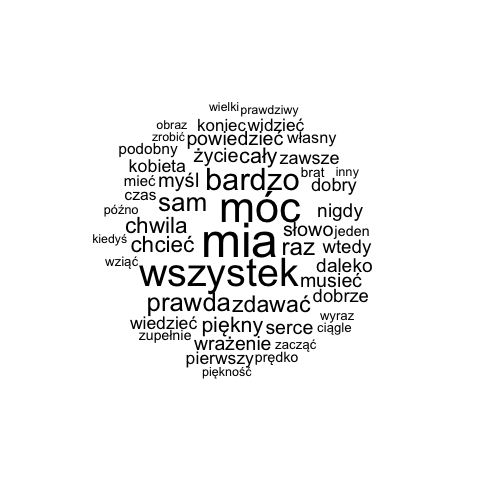 wielki prawdziwy
obraz koniec widzieć
zrobić powiedzieć własny
podobny życie cały zawsze
kobieta bardzo brat inny
mieć myśl dobry
czas sam móc nigdy
późno chwila słowo jeden
kiedyś chcieć mia raz wtedy
wziąć wszystek daleko
musieć
prawda zdawać dobrze
wiedzieć piękny serce wyraz
zupełnie ciągle
wrażenie zacząć
pierwszy prędko
piękność